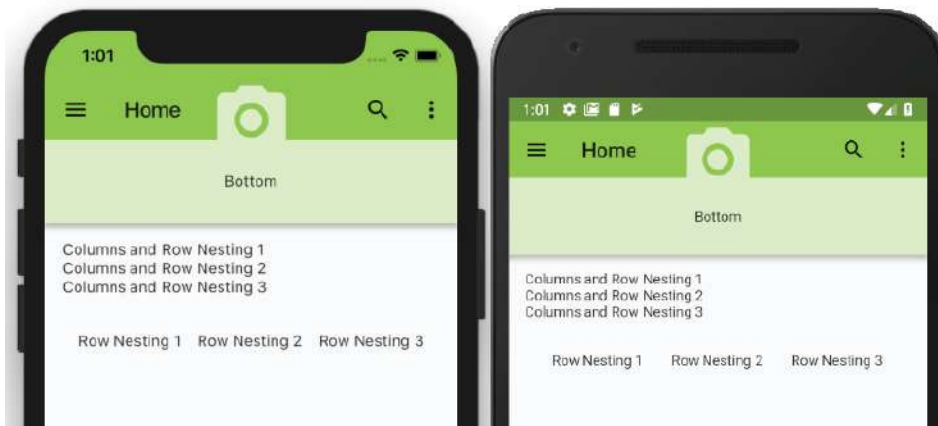 1:01
Home
Bottom
Columns and Row Nesting 1
Columns and Row Nesting 2
Columns and Row Nesting 3
Row Nesting 1 Row Nesting 2 Row Nesting 3
1:01
Home
Bottom
Columns and Row Nesting 1
Columns and Row Nesting 2
Columns and Row Nesting 3
Row Nesting 1 Row Nesting 2 Row Nesting 3